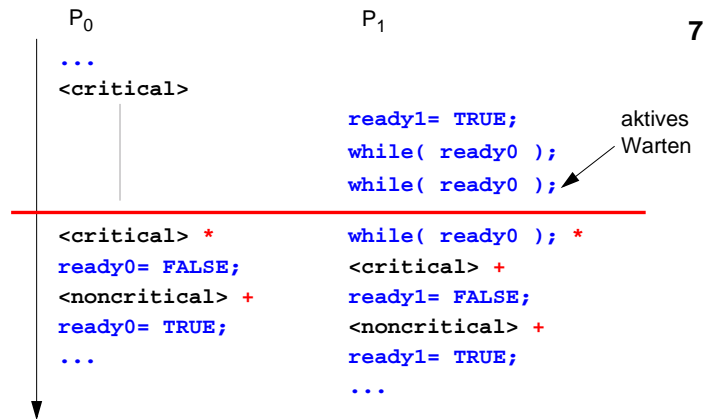 P0 P1
7
...
<critical>
ready1= TRUE;
while( ready0 );
while( ready0 );
aktives
Warten
<critical> * while( ready0 ); *
ready0= FALSE; <critical> +
<noncritical> + ready1= FALSE;
ready0= TRUE; <noncritical> +
... ready1= TRUE;
...